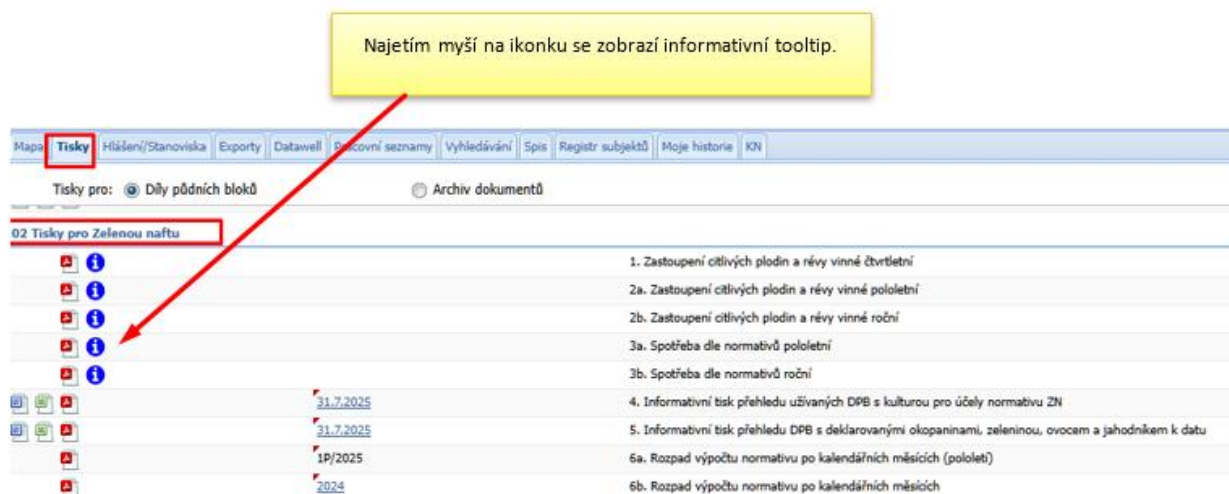 Najetím myší na ikonku se zobrazí informativní tooltip.
Mapa Tisky Hlášení/Stanoviska Exporty Datawell Pracovní seznamy Vyhledávání Spis Registr subjektů Moje historie KN
Tisky pro: Díly půdních bloků Archiv dokumentů
02 Tisky pro Zelenou naftu
1. Zastoupení citlivých plodin a révy vinné čtvrtletní
2a. Zastoupení citlivých plodin a révy vinné pololetní
2b. Zastoupení citlivých plodin a révy vinné roční
3a. Spotřeba dle normativů pololetní
3b. Spotřeba dle normativů roční
31.7.2025 4. Informativní tisk přehledu užívaných DPB s kulturou pro účely normativu ZN
31.7.2025 5. Informativní tisk přehledu DPB s deklarovanými okopaninami, zeleninou, ovocem a jahodníkem k datu
1P/2025 6a. Rozpad výpočtu normativu po kalendářních měsících (pololetí)
2024 6b. Rozpad výpočtu normativu po kalendářních měsících